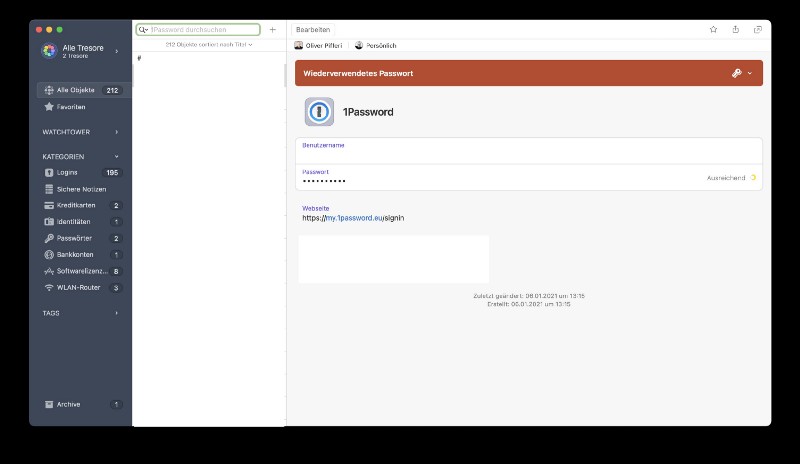 Alle Tresore
2 Tresore
Alle Objekte 212
Favoriten
WATCHTOWER
KATEGORIEN
Logins 195
Sichere Notizen
Kreditkarten 2
Identitäten 1
Passwörter 2
Bankkonten 1
Softwarelizenz... 8
WLAN-Router 3
TAGS
Archive 1
1Password durchsuchen
212 Objekte sortiert nach Titel
#
Bearbeiten
Oliver Pifferi Persönlich
Wiederverwendetes Passwort
1Password
Benutzername
Passwort
•••••••••• Ausreichend
Webseite
https://my.1password.eu/signin
Zuletzt geändert: 06.01.2021 um 13:15
Erstellt: 06.01.2021 um 13:15